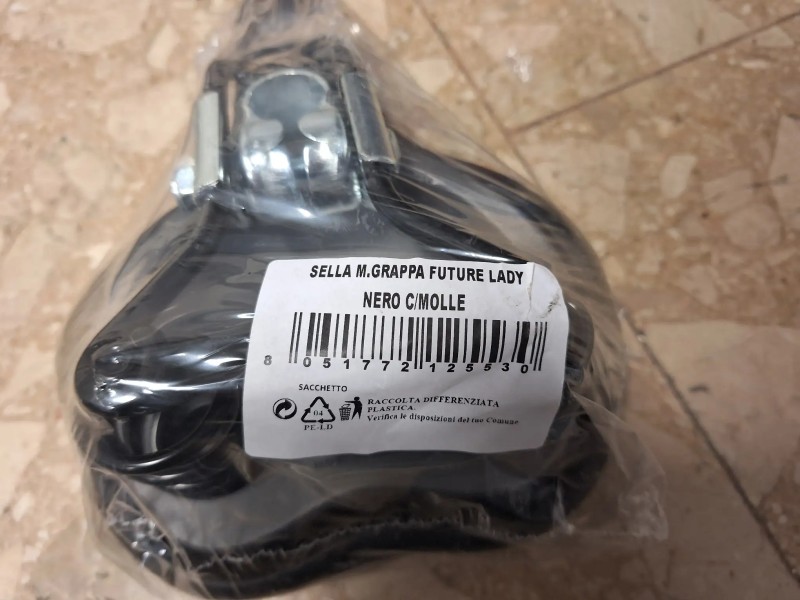 SELLA M.GRAPPA FUTURE LADY
NERO C/MOLLE
8 051772 125530
SACCHETTO
04
PE-LD
RACCOLTA DIFFERENZIATA
PLASTICA.
Verifica le disposizioni del tuo Comune